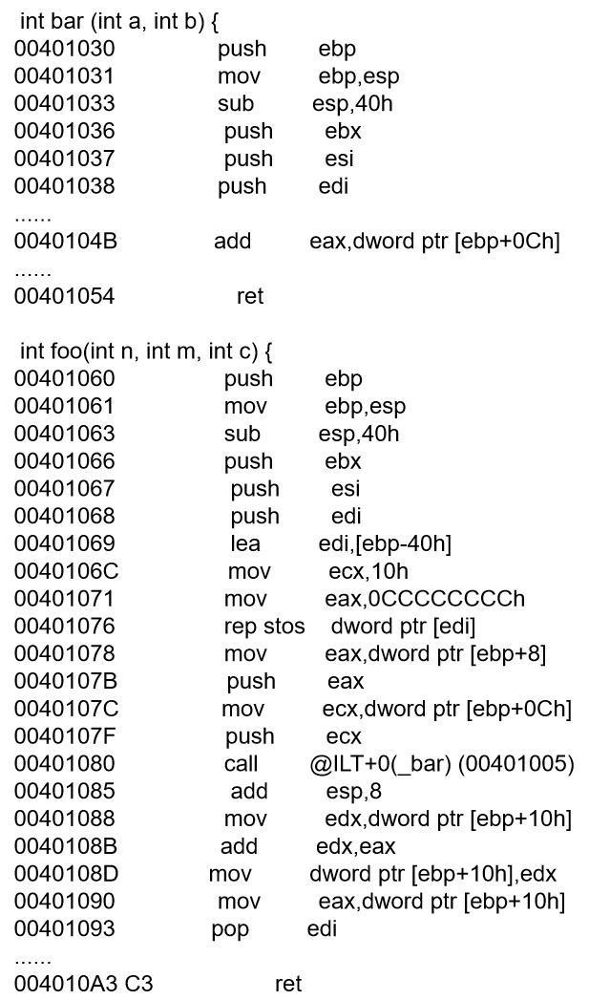 int bar (int a, int b) {
00401030 push ebp
00401031 mov ebp,esp
00401033 sub esp,40h
00401036 push ebx
00401037 push esi
00401038 push edi
......
0040104B add eax,dword ptr [ebp+0Ch]
......
00401054 ret
int foo(int n, int m, int c) {
00401060 push ebp
00401061 mov ebp,esp
00401063 sub esp,40h
00401066 push ebx
00401067 push esi
00401068 push edi
00401069 lea edi,[ebp-40h]
0040106C mov ecx,10h
00401071 mov eax,0CCCCCCCCh
00401076 rep stos dword ptr [edi]
00401078 mov eax,dword ptr [ebp+8]
0040107B push eax
0040107C mov ecx,dword ptr [ebp+0Ch]
0040107F push ecx
00401080 call @ILT+0(_bar) (00401005)
00401085 add esp,8
00401088 mov edx,dword ptr [ebp+10h]
0040108B add edx,eax
0040108D mov dword ptr [ebp+10h],edx
00401090 mov eax,dword ptr [ebp+10h]
00401093 pop edi
......
004010A3 C3 ret